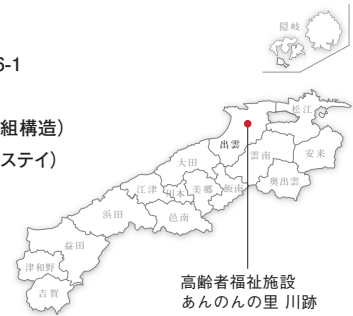 6-1
組構造）
ステイ）
隠岐
松江
出雲
雲南
安来
大田
奥出雲
飯南
美郷
川本
江津
邑南
浜田
益田
津和野
吉賀
高齢者福祉施設
あんのんの里 川跡